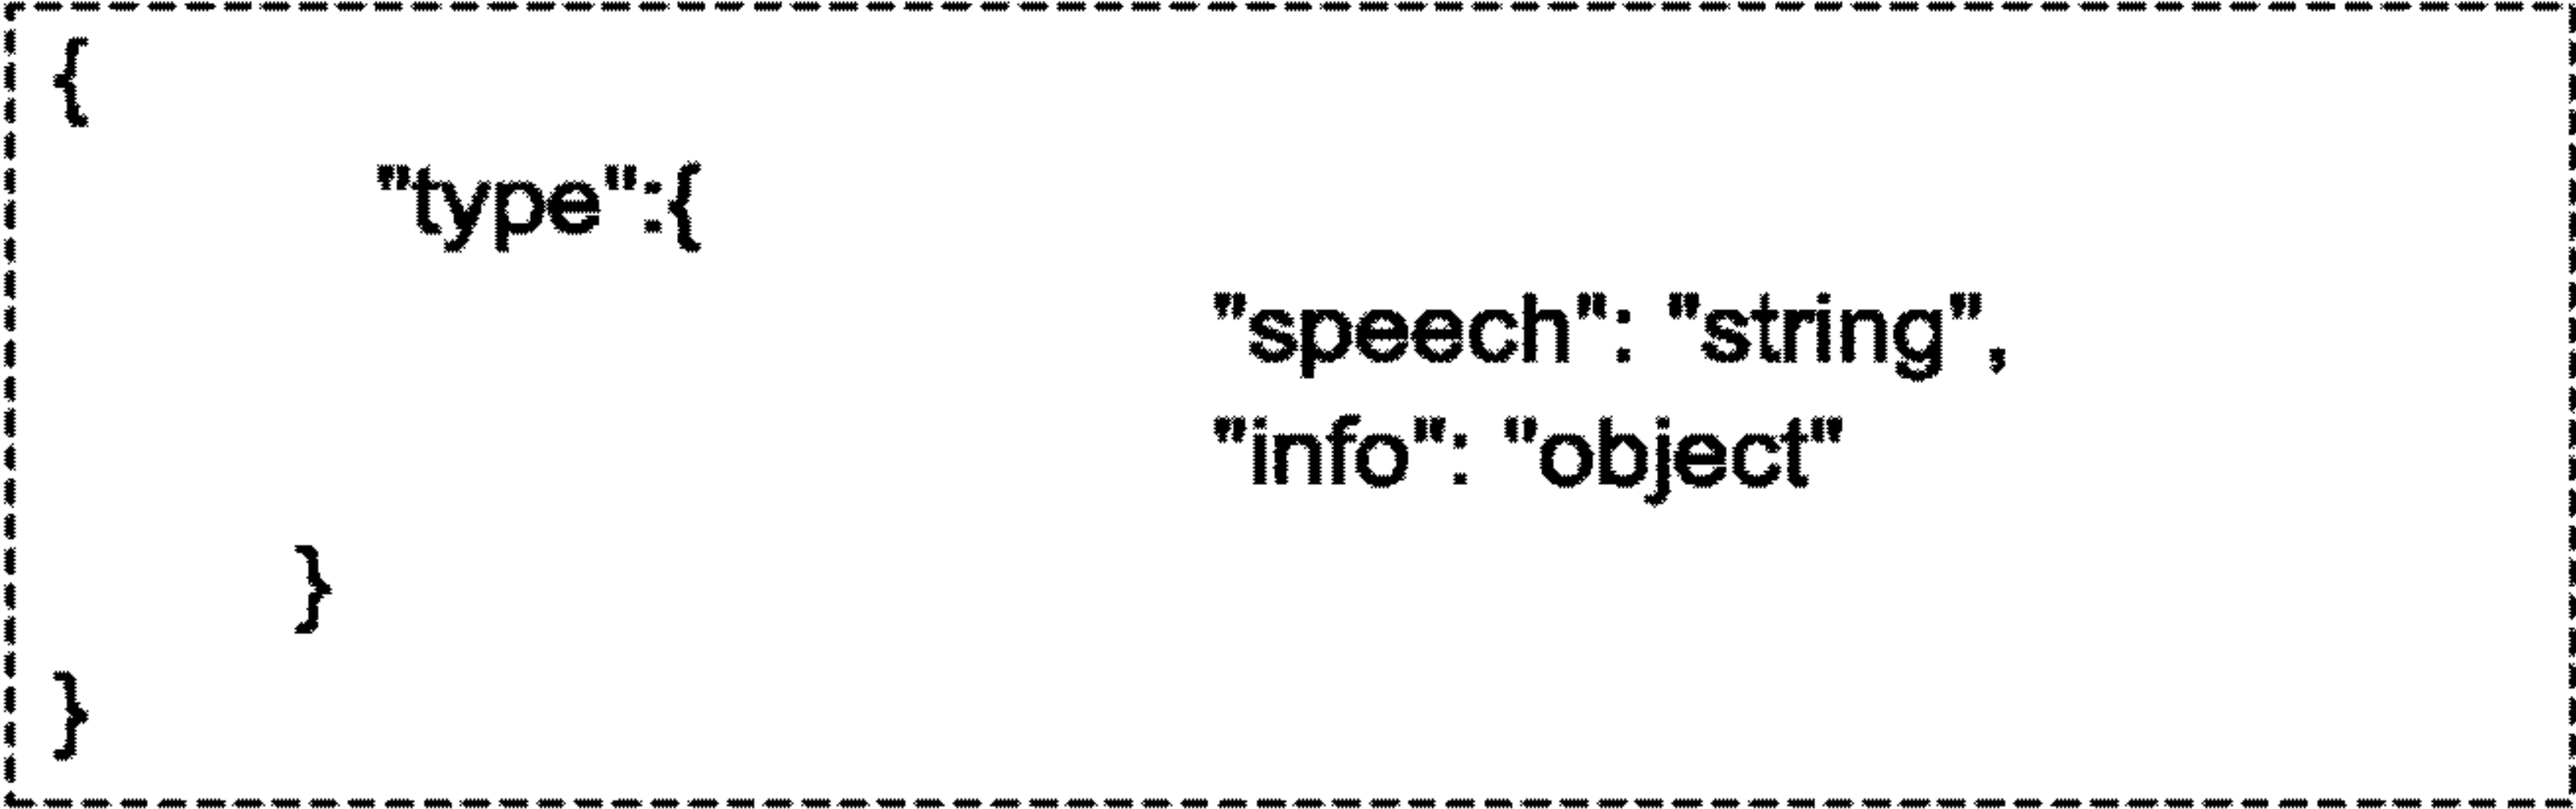 {
"type":{
"speech": "string",
"info": "object"
}
}